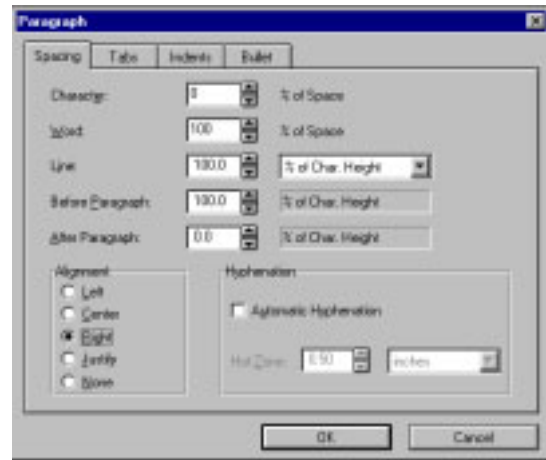 Paragraph
Spacing Tabs Indents Bullet
Character: 0 % of Space
Word: 100 % of Space
Line: 100.0 % of Char. Height
Before Paragraph: 100.0 % of Char. Height
After Paragraph: 0.0 % of Char. Height
Alignment
Left
Center
Right
Justify
None
Hyphenation
Automatic Hyphenation
Hot Zone: 0.50 inches
OK Cancel